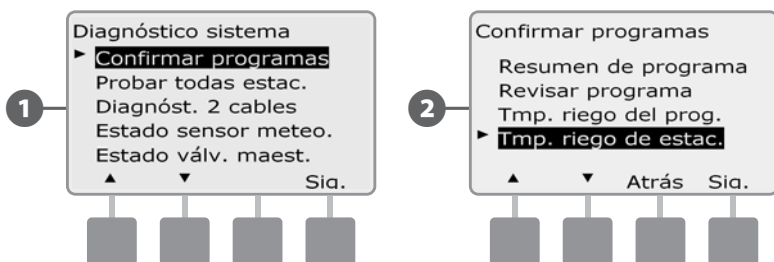 1
Diagnóstico sistema
► Confirmar programas
Probar todas estac.
Diagnóst. 2 cables
Estado sensor meteo.
Estado válv. maest.
▲ ▼ Sig.
2
Confirmar programas
Resumen de programa
Revisar programa
Tmp. riego del prog.
► Tmp. riego de estac.
▲ ▼ Atrás Sig.